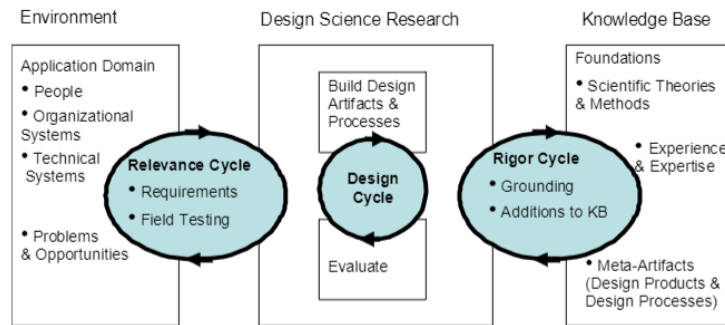 Environment
Design Science Research
Knowledge Base
Application Domain
• People
• Organizational
Systems
• Technical
Systems
• Problems
& Opportunities
Relevance Cycle
• Requirements
• Field Testing
Build Design
Artifacts &
Processes
Design
Cycle
Evaluate
Rigor Cycle
• Grounding
• Additions to KB
Foundations
• Scientific Theories
& Methods
• Experience
& Expertise
• Meta-Artifacts
(Design Products &
Design Processes)